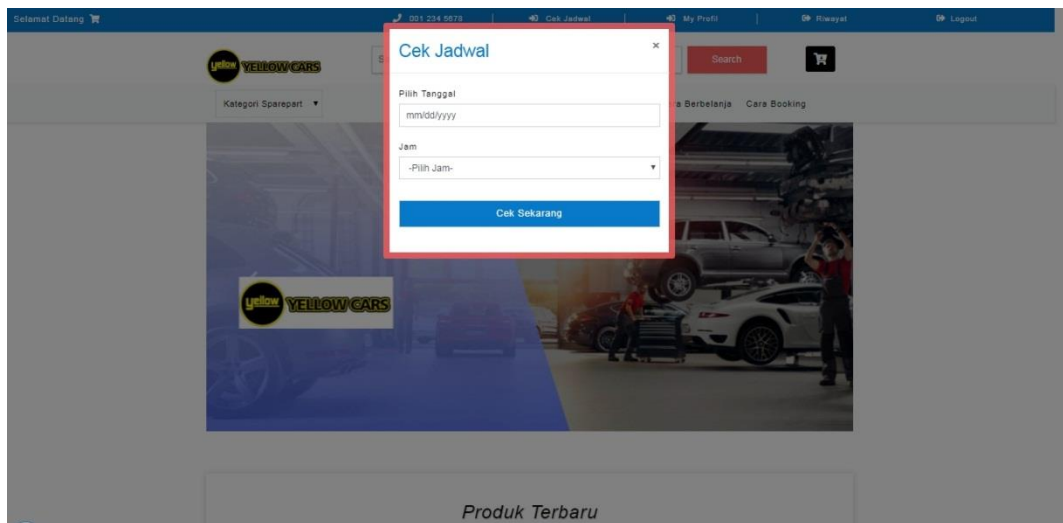 Selamat Datang
001 234 5678 | Cek Jadwal | My Profil | Riwayat Logout
yellow YELLOW CARS
Cek Jadwal ×
Search
Kategori Sparepart ▼
Berbelanja Cara Booking
Pilih Tanggal
mm/dd/yyyy
Jam
-Pilih Jam-
Cek Sekarang
yellow YELLOW CARS
Produk Terbaru